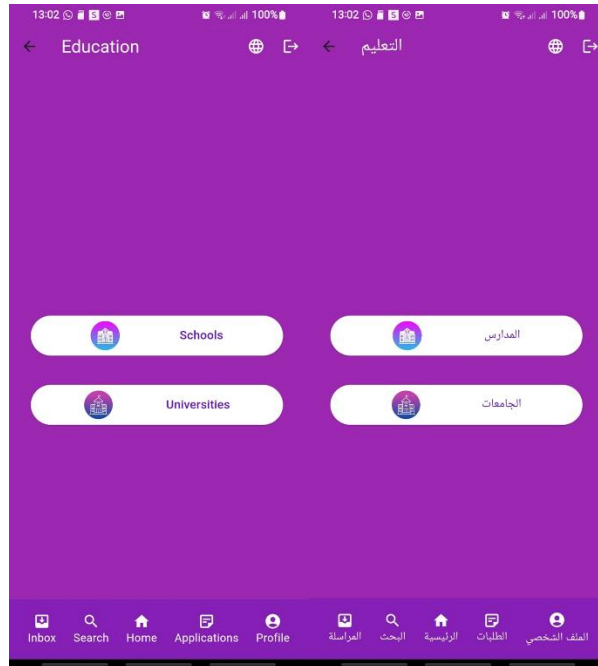 13:02 S 100%
Education
Schools
Universities
Inbox Search Home Applications Profile
13:02 S 100%
التعليم
المدارس
الجامعات
المراسلة البحث الرئيسية الطلبات الملف الشخصي